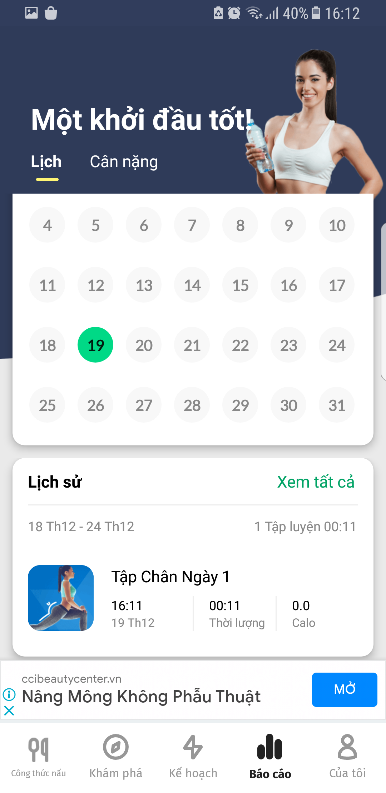 40% 16:12
Một khởi đầu tốt!
Lịch Cân nặng
4 5 6 7 8 9 10
11 12 13 14 15 16 17
18 19 20 21 22 23 24
25 26 27 28 29 30 31
Lịch sử Xem tất cả
18 Th12 - 24 Th12 1 Tập luyện 00:11
Tập Chân Ngày 1
16:11 00:11 0.0
19 Th12 Thời lượng Calo
ccibeautycenter.vn
Nâng Mông Không Phẫu Thuật MỞ
Công thức nấu Khám phá Kế hoạch Báo cáo Của tôi